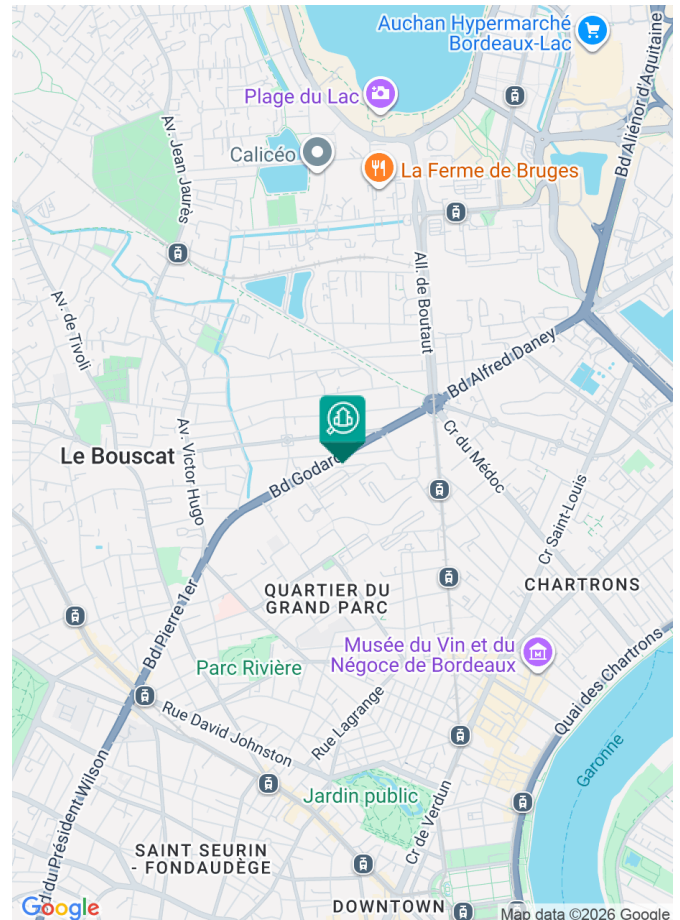 Auchan Hypermarché
Bordeaux-Lac
Plage du Lac
Bd Aliénor d'Aquitaine
Av. Jean Jaurès
Calicéo
La Ferme de Bruges
All. de Boutaut
Av. de Tivoli
Bd Alfred Daney
Av. Victor Hugo
Le Bouscat
Cr du Médoc
Bd Godard
Cr Saint-Louis
QUARTIER DU
GRAND PARC
CHARTRONS
Bd Pierre 1er
Musée du Vin et du
Négoce de Bordeaux
Parc Rivière
Quai des Chartrons
Rue Lagrange
Rue David Johnston
Garonne
Bd du Président Wilson
Jardin public
Cr de Verdun
SAINT SEURIN
- FONDAUDÈGE
DOWNTOWN
Google
Map data ©2026 Google